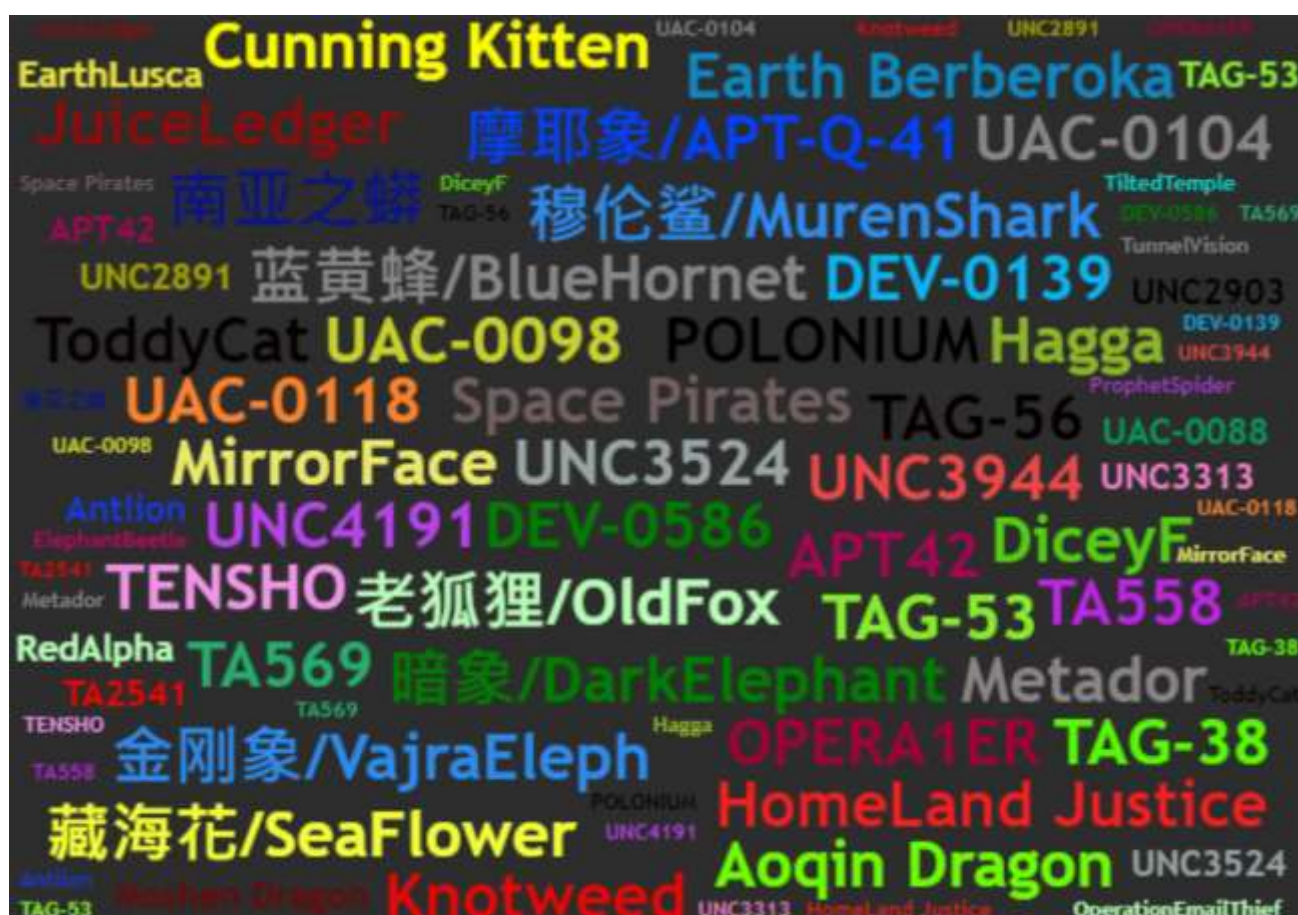 Cunning Kitten UAC-0104 Knotweed UNC2891
EarthLusca Earth Berberoka TAG-53
JuiceLedger 摩耶象/APT-Q-41 UAC-0104
Space Pirates 南亚之蟒 DiceyF 穆伦鲨/MurenShark TiltedTemple
APT42 TAG-56 DEV-0586 TA569
UNC2891 蓝黄蜂/BlueHornet DEV-0139 TunnelVision
UNC2903
ToddyCat UAC-0098 POLONIUM Hagga DEV-0139
UNC3944
UAC-0118 Space Pirates TAG-56 ProphetSpider
UAC-0088
UAC-0098 MirrorFace UNC3524 UNC3944 UNC3313
Antlion UNC4191 DEV-0586 UAC-0118
ElephantBeetle APT42 DiceyF MirrorFace
TA2541 TENSHO 老狐狸/OldFox TAG-53 TA558 APT42
Metador
RedAlpha TA569 暗象/DarkElephant Metador TAG-38
TA2541 TA569 ToddyCat
TENSHO 金刚象/VajraEleph Hagga OPERA1ER TAG-38
TA558
藏海花/SeaFlower POLONIUM HomeLand Justice
UNC4191
Antlion Moshen Dragon Knotweed Aoqin Dragon UNC3524
TAG-53 UNC3313 HomeLand Justice OperationEmailThief